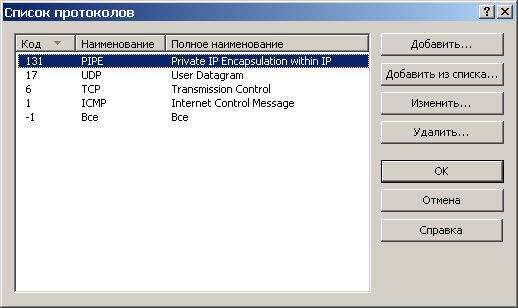 Список протоколов
Код Наименование Полное наименование
131 PIPE Private IP Encapsulation within IP
17 UDP User Datagram
6 TCP Transmission Control
1 ICMP Internet Control Message
-1 Все Все
Добавить...
Добавить из списка...
Изменить...
Удалить...
OK
Отмена
Справка